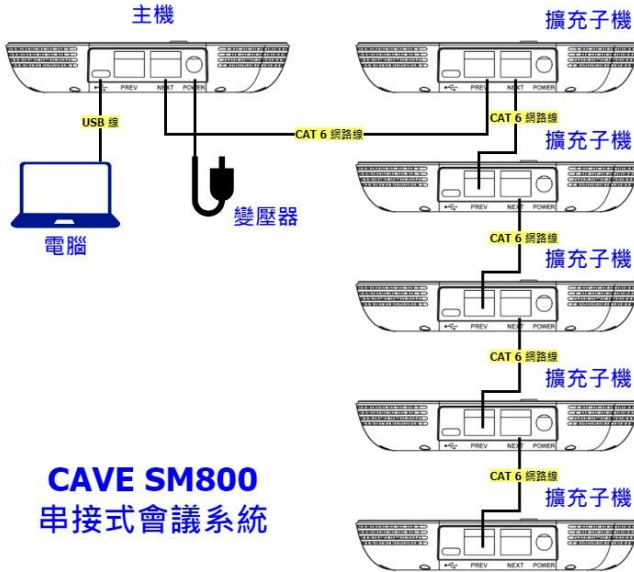 主機
PREV NEXT POWER
USB 線
電腦
變壓器
CAT 6 網路線
擴充子機
PREV NEXT POWER
CAT 6 網路線
擴充子機
PREV NEXT POWER
CAT 6 網路線
擴充子機
PREV NEXT POWER
CAT 6 網路線
擴充子機
PREV NEXT POWER
CAT 6 網路線
擴充子機
PREV NEXT POWER
CAVE SM800
串接式會議系統